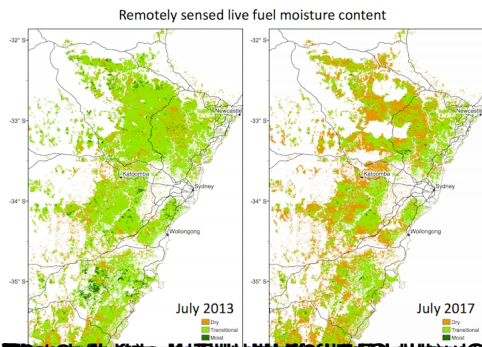 Remotely sensed live fuel moisture content
-32° S
-33° S
-34° S
-35° S
Newcastle
Katoomba
Sydney
Wollongong
July 2013
Dry
Transitional
Moist
-32° S
-33° S
-34° S
-35° S
Newcastle
Katoomba
Sydney
Wollongong
July 2017
Dry
Transitional
Moist